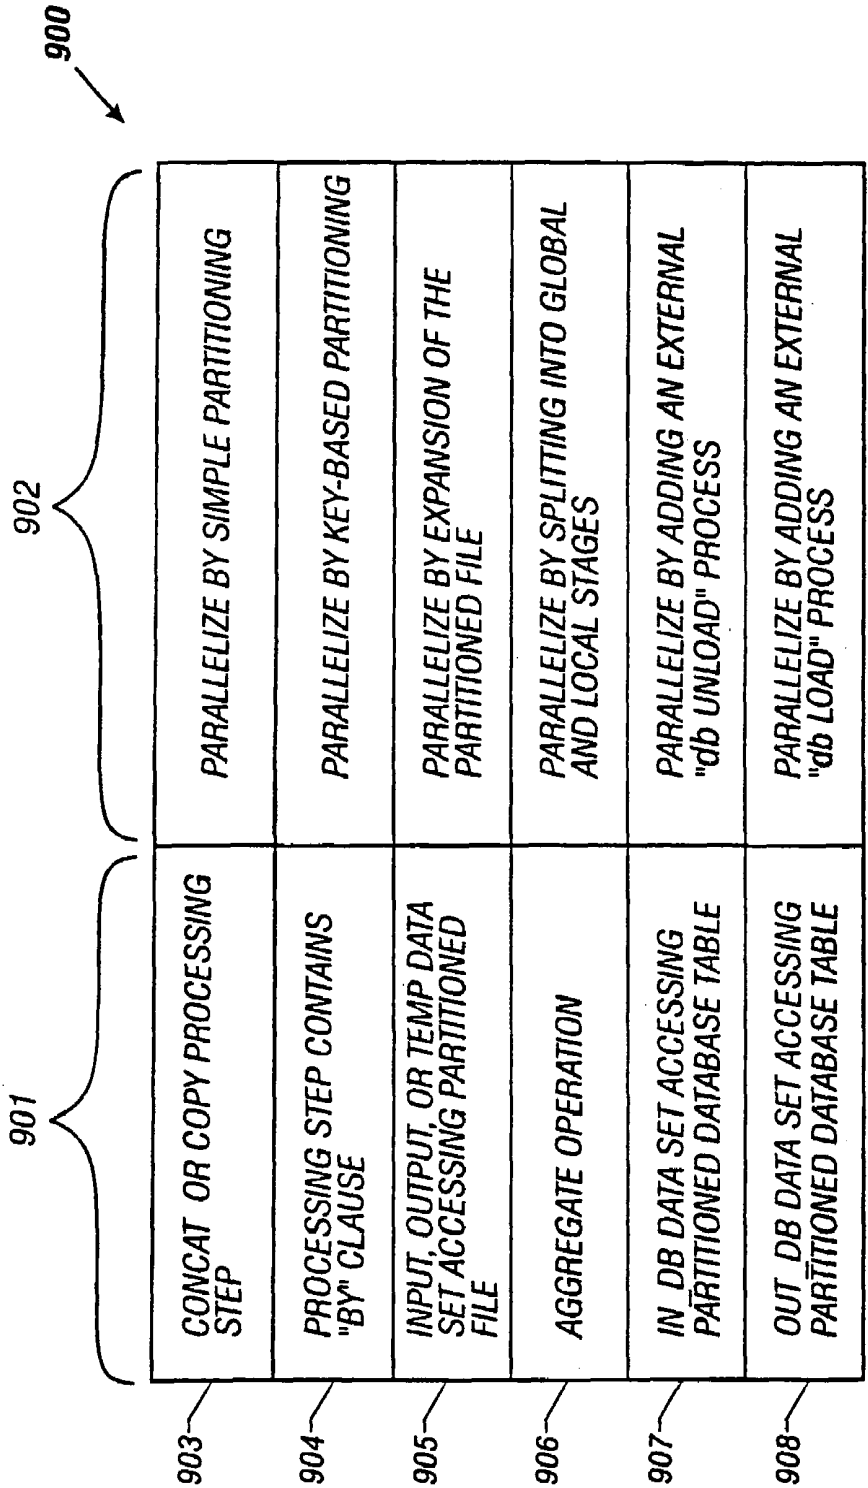 900
901
902
903
CONCAT OR COPY PROCESSING
STEP
PARALLELIZE BY SIMPLE PARTITIONING
904
PROCESSING STEP CONTAINS
"BY" CLAUSE
PARALLELIZE BY KEY-BASED PARTITIONING
905
INPUT, OUTPUT, OR TEMP DATA
SET ACCESSING PARTITIONED
FILE
PARALLELIZE BY EXPANSION OF THE
PARTITIONED FILE
906
AGGREGATE OPERATION
PARALLELIZE BY SPLITTING INTO GLOBAL
AND LOCAL STAGES
907
IN_DB DATA SET ACCESSING
PARTITIONED DATABASE TABLE
PARALLELIZE BY ADDING AN EXTERNAL
"db UNLOAD" PROCESS
908
OUT_DB DATA SET ACCESSING
PARTITIONED DATABASE TABLE
PARALLELIZE BY ADDING AN EXTERNAL
"db LOAD" PROCESS